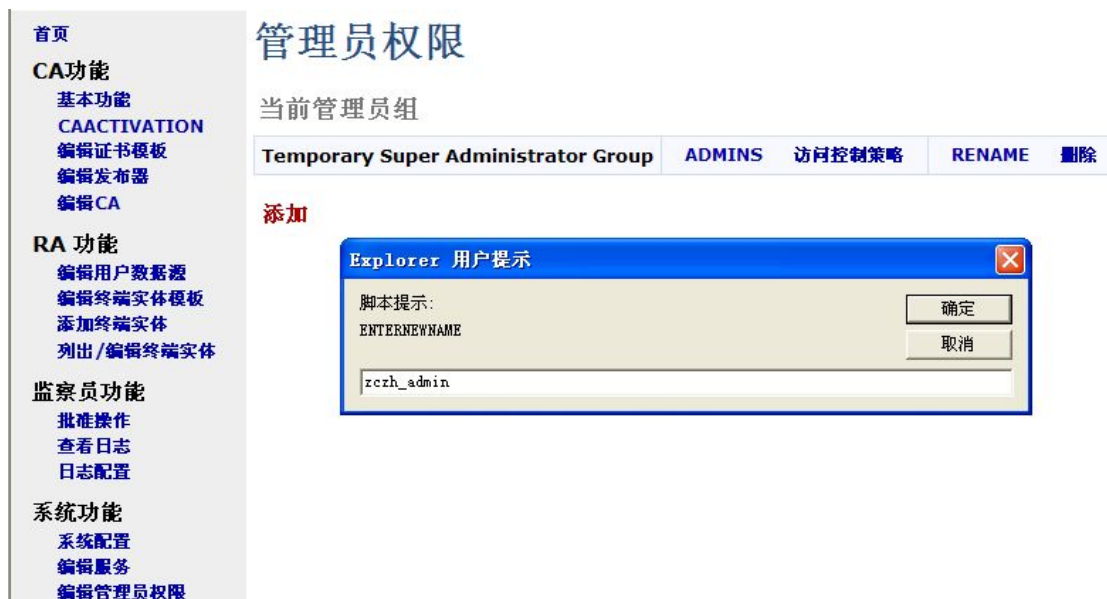 首页
CA功能
基本功能
CAACTIVATION
编辑证书模板
编辑发布器
编辑CA
RA 功能
编辑用户数据源
编辑终端实体模板
添加终端实体
列出/编辑终端实体
监察员功能
批准操作
查看日志
日志配置
系统功能
系统配置
编辑服务
编辑管理员权限
管理员权限
当前管理员组
Temporary Super Administrator Group ADMINS 访问控制策略 RENAME 删除
添加
Explorer 用户提示
脚本提示:
ENTERNEWNAME
确定
取消
zczh_admin